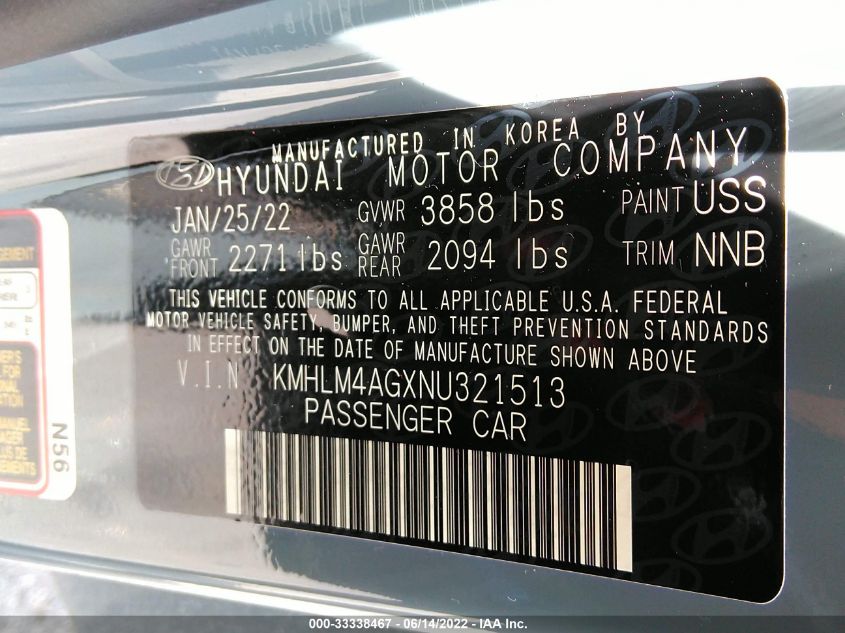 MANUFACTURED IN KOREA BY
HYUNDAI MOTOR COMPANY
JAN/25/22 GVWR 3858 lbs PAINT USS
GAWR FRONT 2271 lbs GAWR REAR 2094 lbs TRIM NNB
THIS VEHICLE CONFORMS TO ALL APPLICABLE U.S.A. FEDERAL
MOTOR VEHICLE SAFETY, BUMPER, AND THEFT PREVENTION STANDARDS
IN EFFECT ON THE DATE OF MANUFACTURE SHOWN ABOVE
V.I.N KMHLM4AGXNU321513
PASSENGER CAR
N56
000-33338467 - 06/14/2022 - IAA Inc.